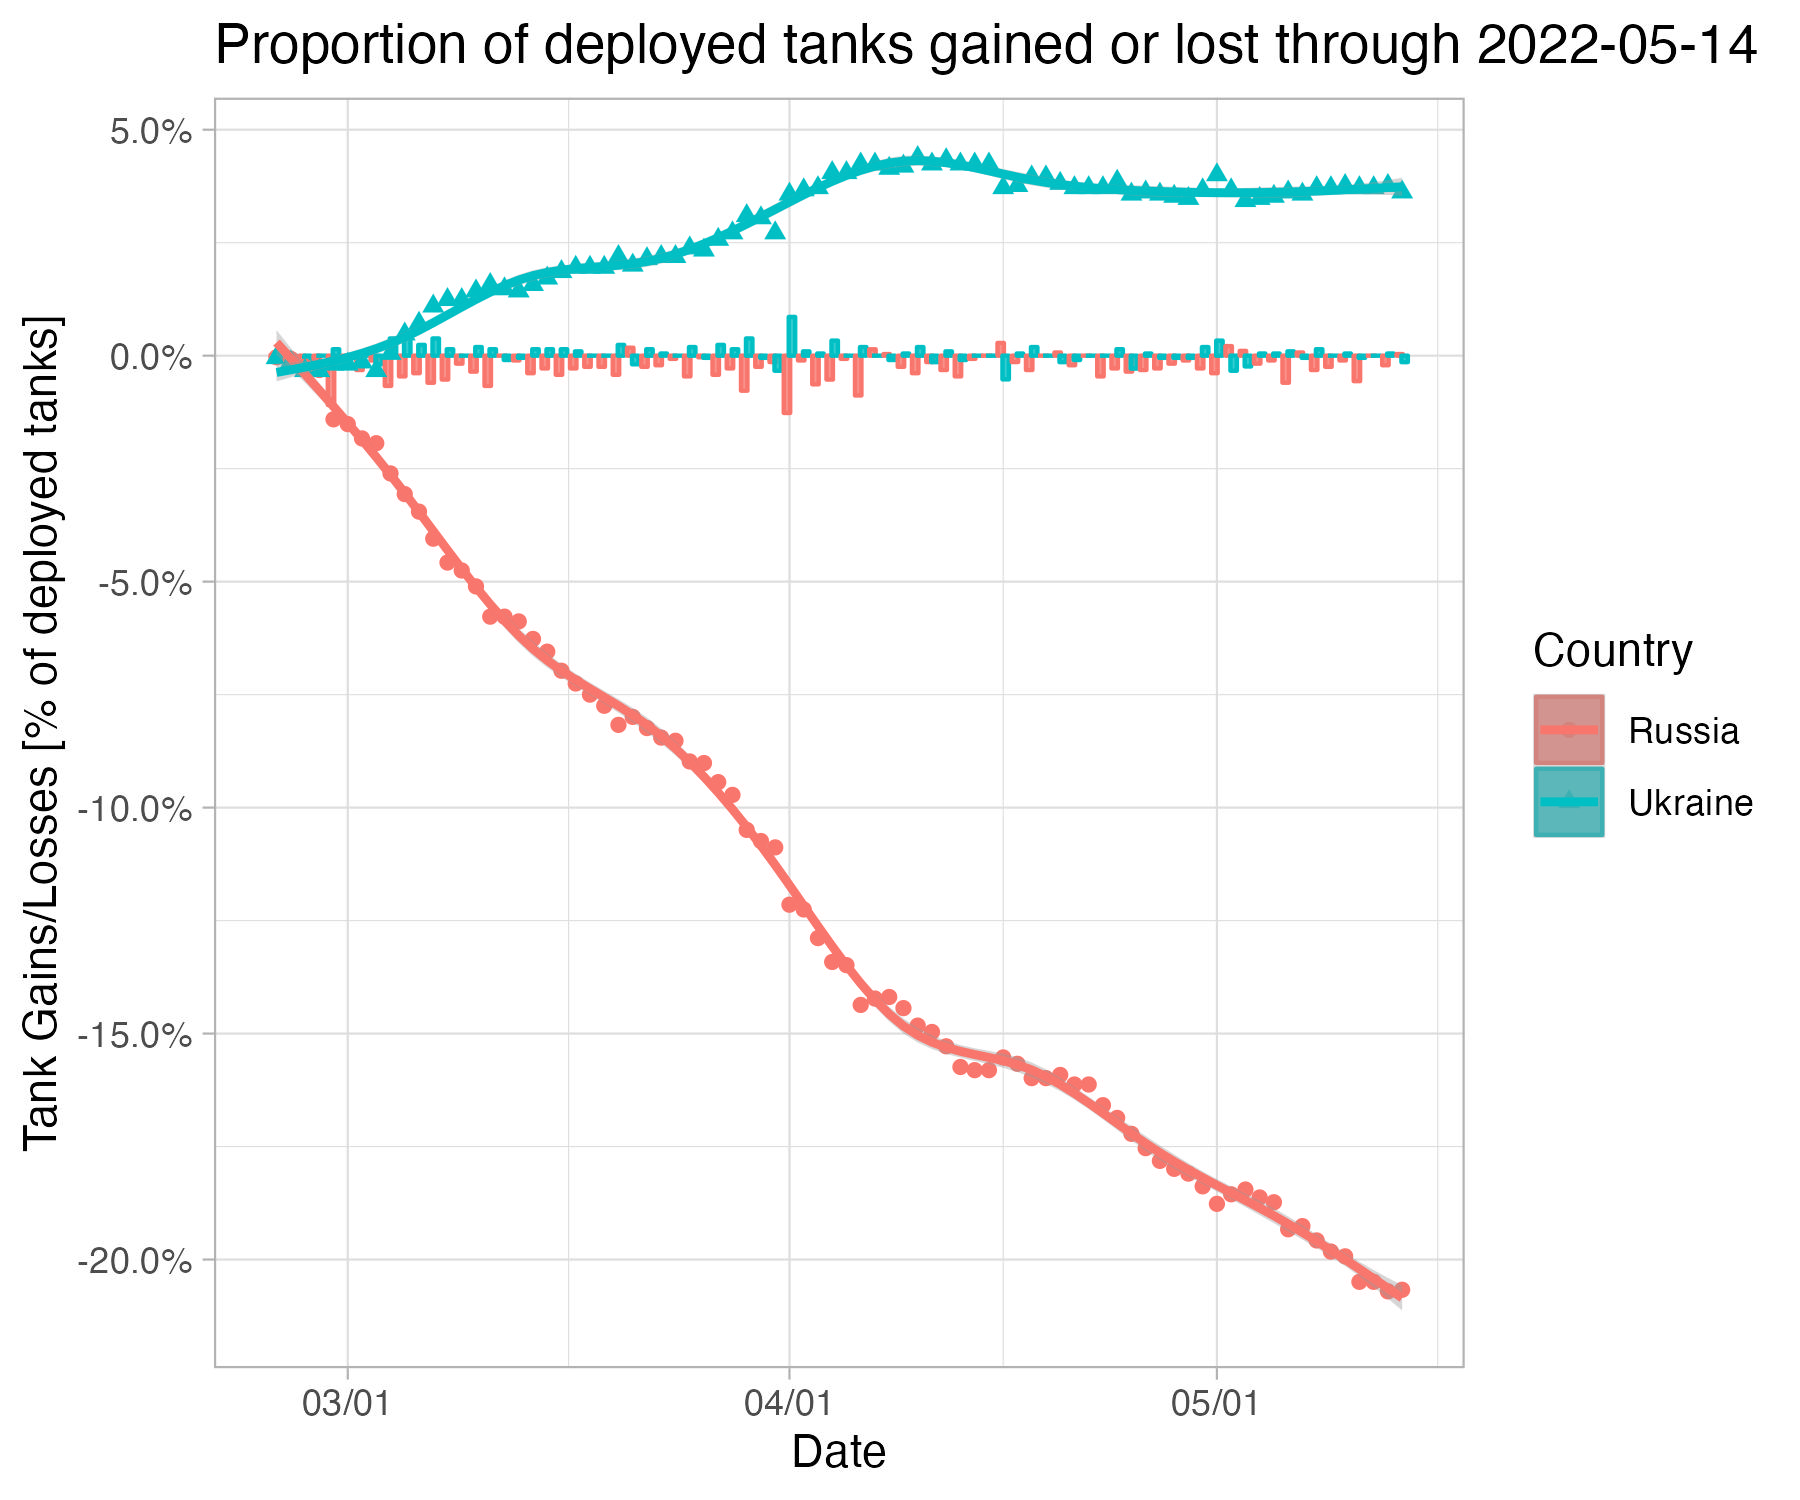 Proportion of deployed tanks gained or lost through 2022-05-14
Tank Gains/Losses [% of deployed tanks]
5.0%
0.0%
-5.0%
-10.0%
-15.0%
-20.0%
03/01
04/01
05/01
Date
Country
Russia
Ukraine